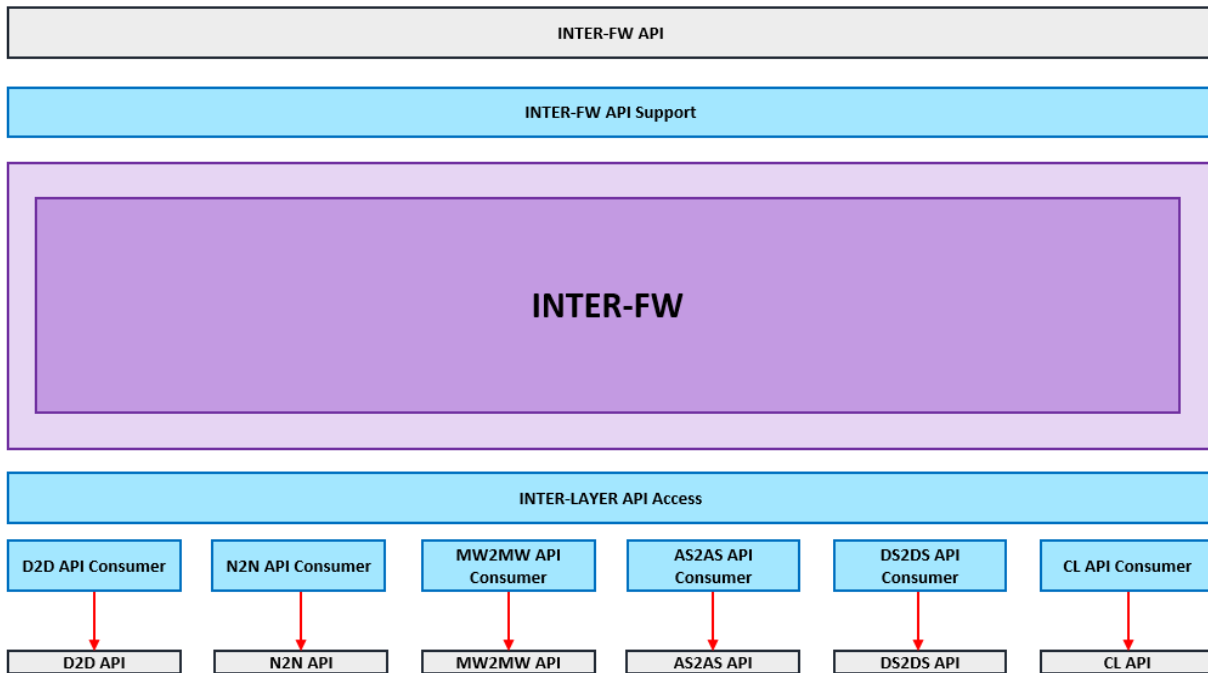 INTER-FW API
INTER-FW API Support
INTER-FW
INTER-LAYER API Access
D2D API Consumer
N2N API Consumer
MW2MW API
Consumer
AS2AS API
Consumer
DS2DS API
Consumer
CL API Consumer
D2D API
N2N API
MW2MW API
AS2AS API
DS2DS API
CL API